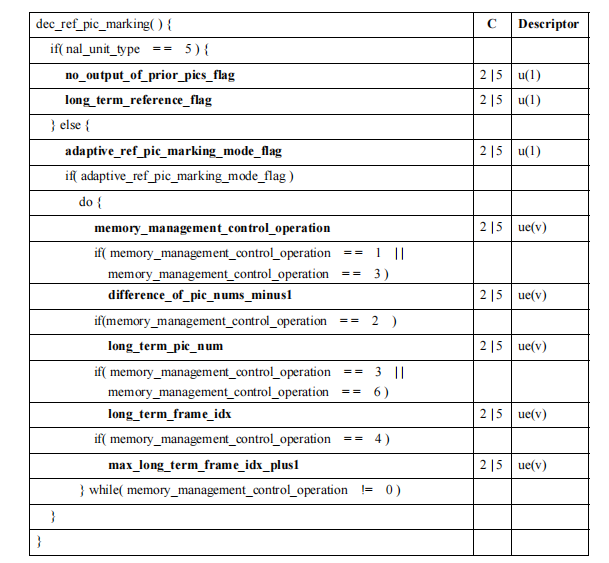 dec_ref_pic_marking( ) { C Descriptor
if( nal_unit_type == 5 ) {
no_output_of_prior_pics_flag 2 | 5 u(1)
long_term_reference_flag 2 | 5 u(1)
} else {
adaptive_ref_pic_marking_mode_flag 2 | 5 u(1)
if( adaptive_ref_pic_marking_mode_flag )
do {
memory_management_control_operation 2 | 5 ue(v)
if( memory_management_control_operation == 1 ||
memory_management_control_operation == 3 )
difference_of_pic_nums_minus1 2 | 5 ue(v)
if(memory_management_control_operation == 2 )
long_term_pic_num 2 | 5 ue(v)
if( memory_management_control_operation == 3 ||
memory_management_control_operation == 6 )
long_term_frame_idx 2 | 5 ue(v)
if( memory_management_control_operation == 4 )
max_long_term_frame_idx_plus1 2 | 5 ue(v)
} while( memory_management_control_operation != 0 )
}
}